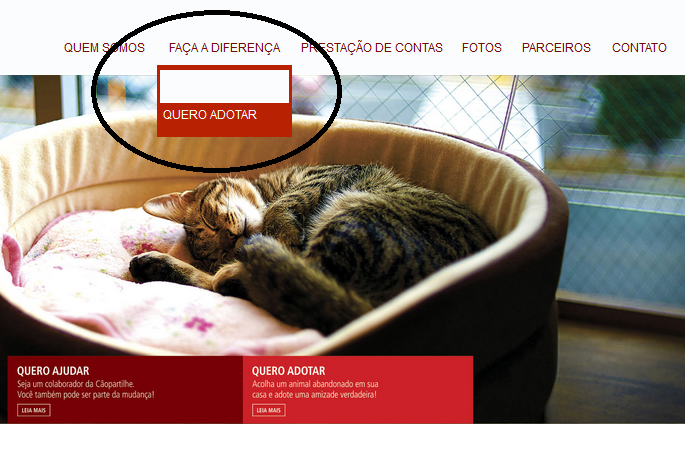 QUEM SOMOS FAÇA A DIFERENÇA PRESTAÇÃO DE CONTAS FOTOS PARCEIROS CONTATO
QUERO ADOTAR
QUERO AJUDAR
Seja um colaborador da Cãopartilhe.
Você também pode ser parte da mudança!
LEIA MAIS
QUERO ADOTAR
Acolha um animal abandonado em sua
casa e adote uma amizade verdadeira!
LEIA MAIS